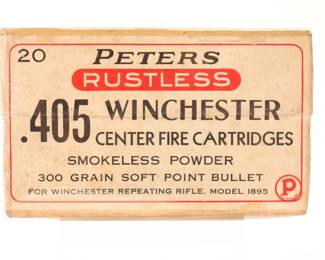 20 PETERS
RUSTLESS
.405 WINCHESTER
CENTER FIRE CARTRIDGES
SMOKELESS POWDER
300 GRAIN SOFT POINT BULLET
FOR WINCHESTER REPEATING RIFLE, MODEL 1895
P